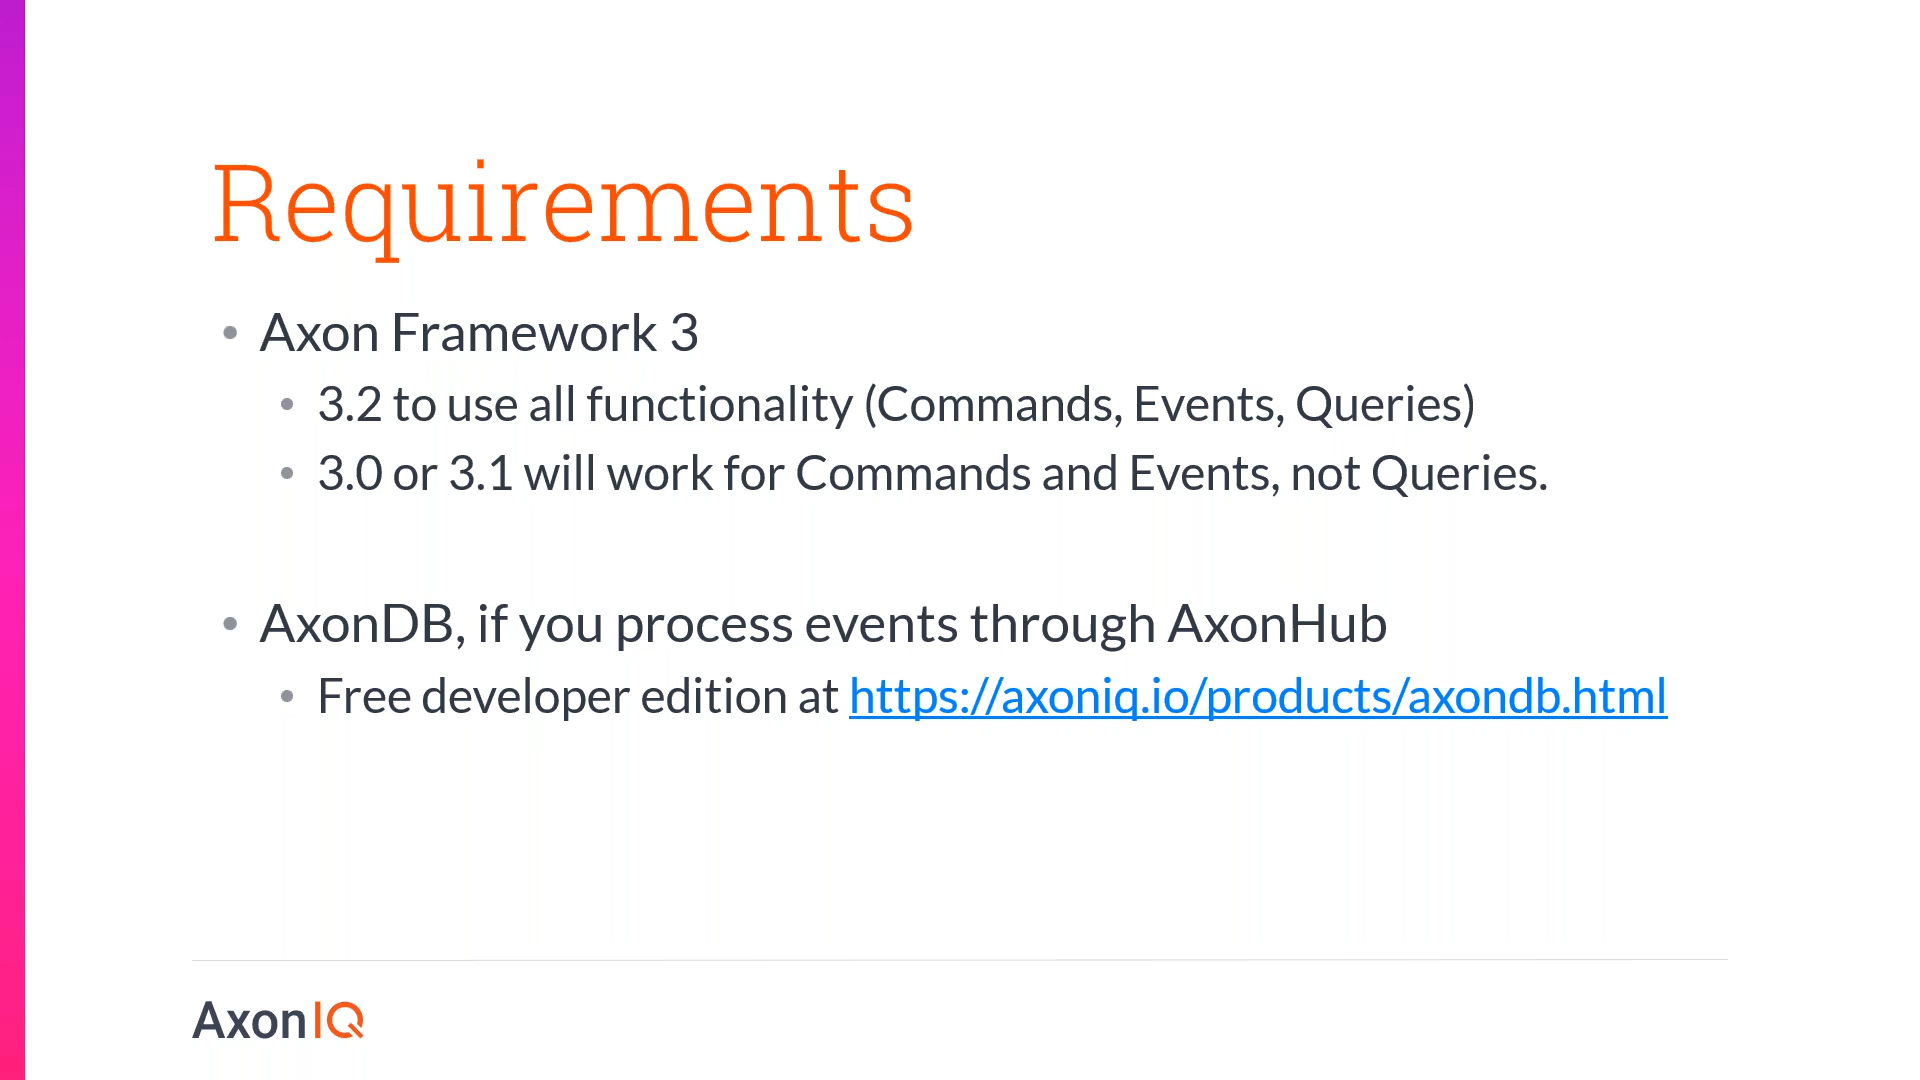 Requirements
• Axon Framework 3
• 3.2 to use all functionality (Commands, Events, Queries)
• 3.0 or 3.1 will work for Commands and Events, not Queries.
• AxonDB, if you process events through AxonHub
• Free developer edition at https://axoniq.io/products/axondb.html
AxonIQ